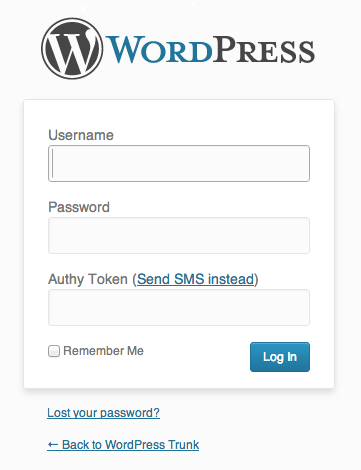 WORDPRESS
Username
Password
Authy Token (Send SMS instead)
Remember Me
Log In
Lost your password?
← Back to WordPress Trunk